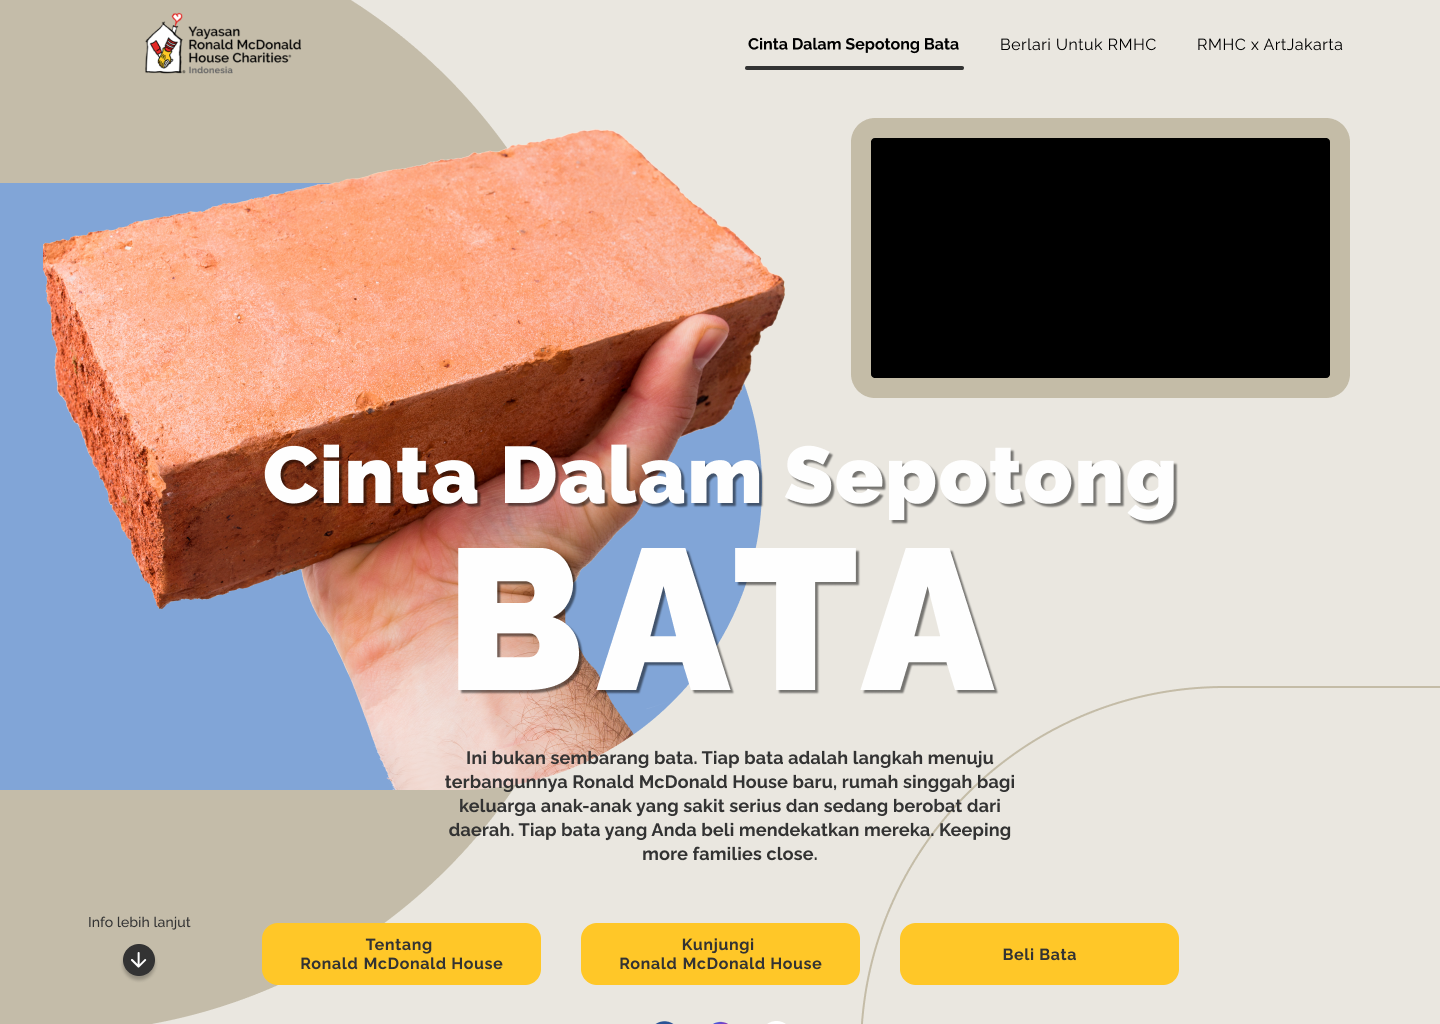 Yayasan
Ronald McDonald
House Charities®
Indonesia
Cinta Dalam Sepotong Bata
Berlari Untuk RMHC
RMHC x ArtJakarta
Cinta Dalam Sepotong
BATA
Ini bukan sembarang bata. Tiap bata adalah langkah menuju
terbangunnya Ronald McDonald House baru, rumah singgah bagi
keluarga anak-anak yang sakit serius dan sedang berobat dari
daerah. Tiap bata yang Anda beli mendekatkan mereka. Keeping
more families close.
Info lebih lanjut
Tentang
Ronald McDonald House
Kunjungi
Ronald McDonald House
Beli Bata